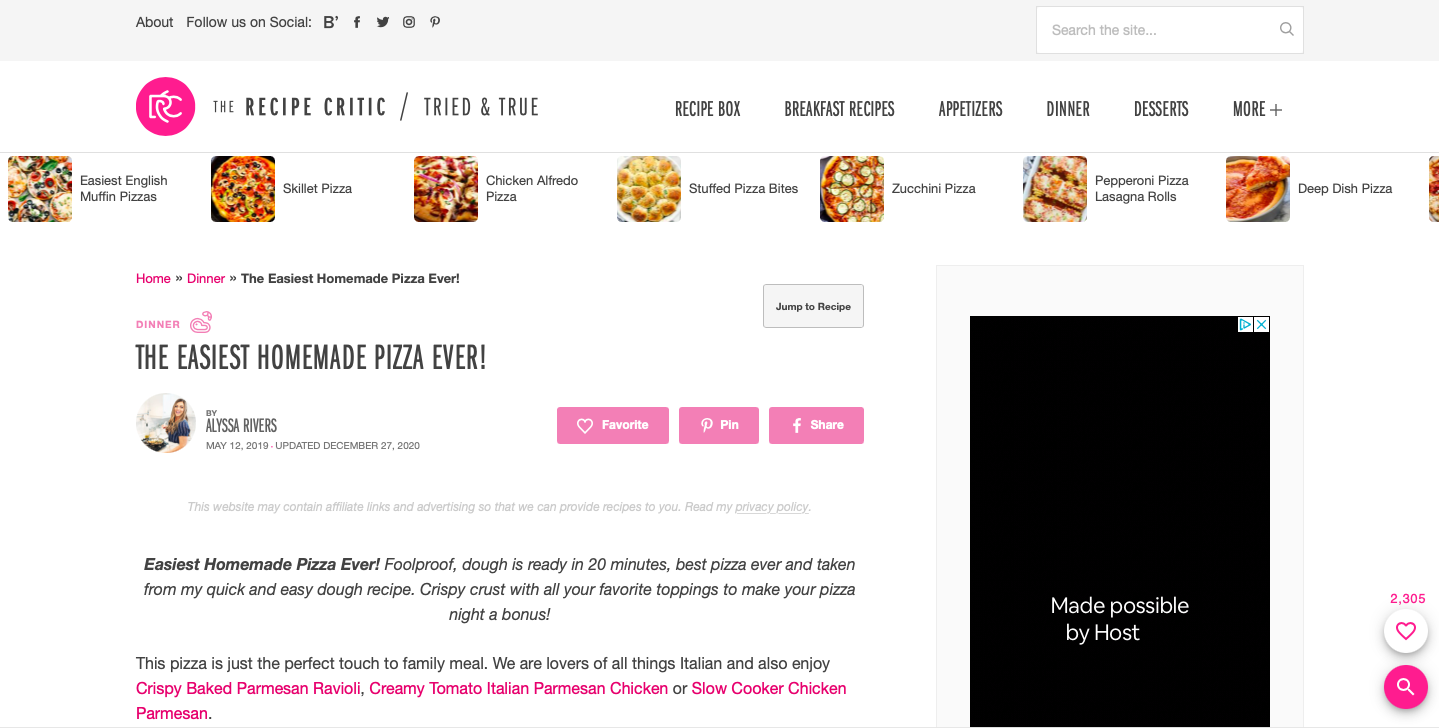 About Follow us on Social: B’
Search the site...
THE RECIPE CRITIC / TRIED & TRUE
RECIPE BOX BREAKFAST RECIPES APPETIZERS DINNER DESSERTS MORE +
Easiest English
Muffin Pizzas
Skillet Pizza
Chicken Alfredo
Pizza
Stuffed Pizza Bites
Zucchini Pizza
Pepperoni Pizza
Lasagna Rolls
Deep Dish Pizza
Home » Dinner » The Easiest Homemade Pizza Ever!
Jump to Recipe
DINNER
THE EASIEST HOMEMADE PIZZA EVER!
BY
ALYSSA RIVERS
MAY 12, 2019 · UPDATED DECEMBER 27, 2020
Favorite Pin Share
This website may contain affiliate links and advertising so that we can provide recipes to you. Read my privacy policy.
Easiest Homemade Pizza Ever! Foolproof, dough is ready in 20 minutes, best pizza ever and taken
from my quick and easy dough recipe. Crispy crust with all your favorite toppings to make your pizza
night a bonus!
This pizza is just the perfect touch to family meal. We are lovers of all things Italian and also enjoy
Crispy Baked Parmesan Ravioli, Creamy Tomato Italian Parmesan Chicken or Slow Cooker Chicken
Parmesan.
Made possible
by Host
2,305